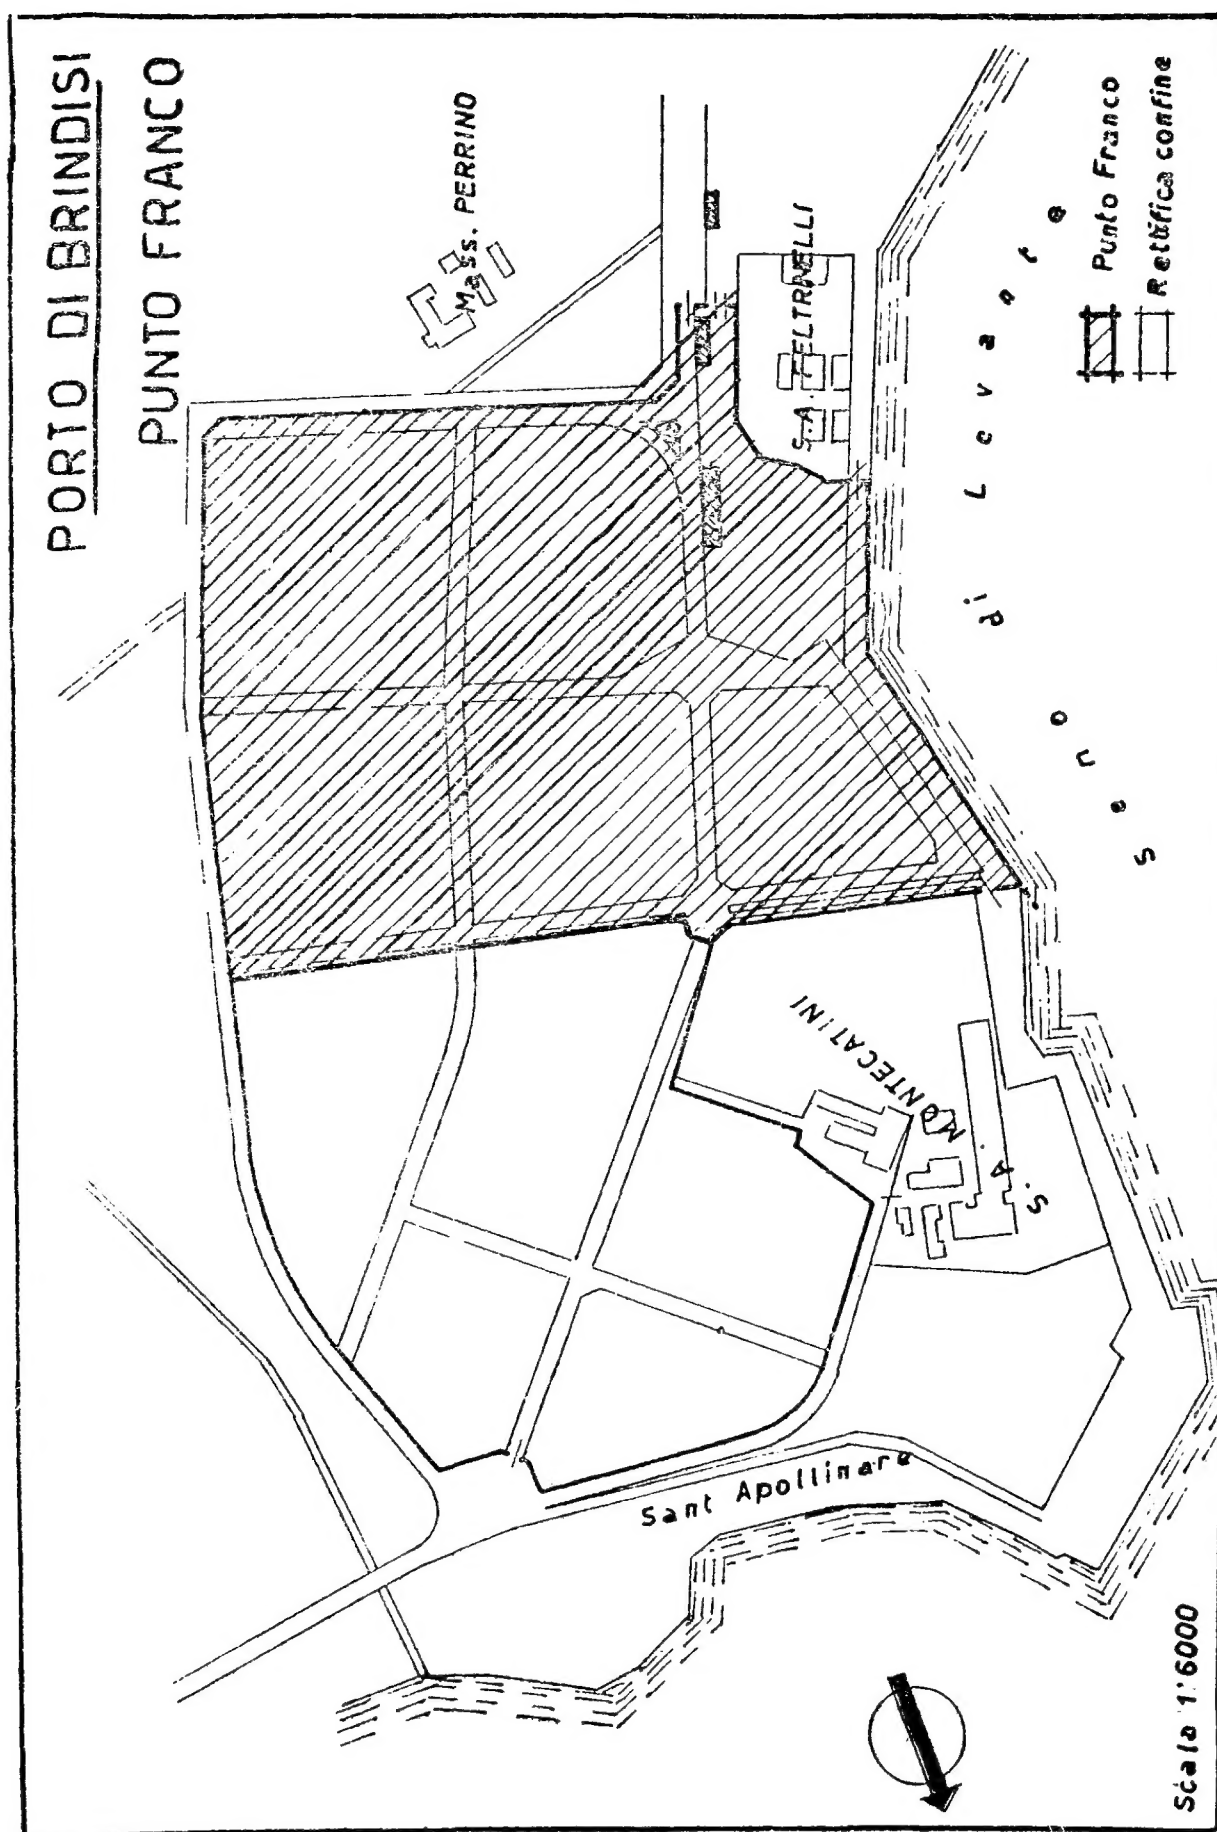 PORTO DI BRINDISI
PUNTO FRANCO
Mass. PERRINO
S.A. FELTRINELLI
Seno di Levante
Punto Franco
Rettifica confine
S.A. MONTECATINI
Sant Apollinare
Scala 1:6000